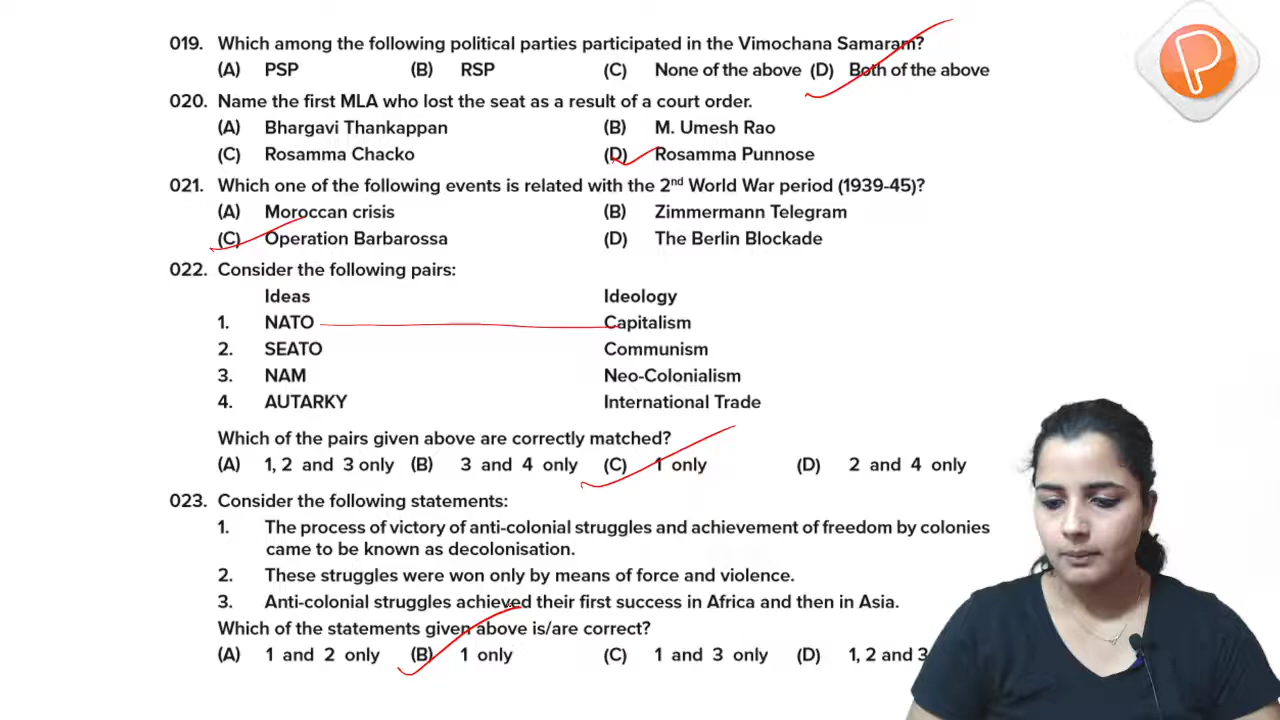 019. Which among the following political parties participated in the Vimochana Samaram?
(A) PSP (B) RSP (C) None of the above (D) Both of the above
020. Name the first MLA who lost the seat as a result of a court order.
(A) Bhargavi Thankappan (B) M. Umesh Rao
(C) Rosamma Chacko (D) Rosamma Punnose
021. Which one of the following events is related with the 2nd World War period (1939-45)?
(A) Moroccan crisis (B) Zimmermann Telegram
(C) Operation Barbarossa (D) The Berlin Blockade
022. Consider the following pairs:
Ideas Ideology
1. NATO Capitalism
2. SEATO Communism
3. NAM Neo-Colonialism
4. AUTARKY International Trade
Which of the pairs given above are correctly matched?
(A) 1, 2 and 3 only (B) 3 and 4 only (C) 1 only (D) 2 and 4 only
023. Consider the following statements:
1. The process of victory of anti-colonial struggles and achievement of freedom by colonies
came to be known as decolonisation.
2. These struggles were won only by means of force and violence.
3. Anti-colonial struggles achieved their first success in Africa and then in Asia.
Which of the statements given above is/are correct?
(A) 1 and 2 only (B) 1 only (C) 1 and 3 only (D) 1, 2 and 3
P